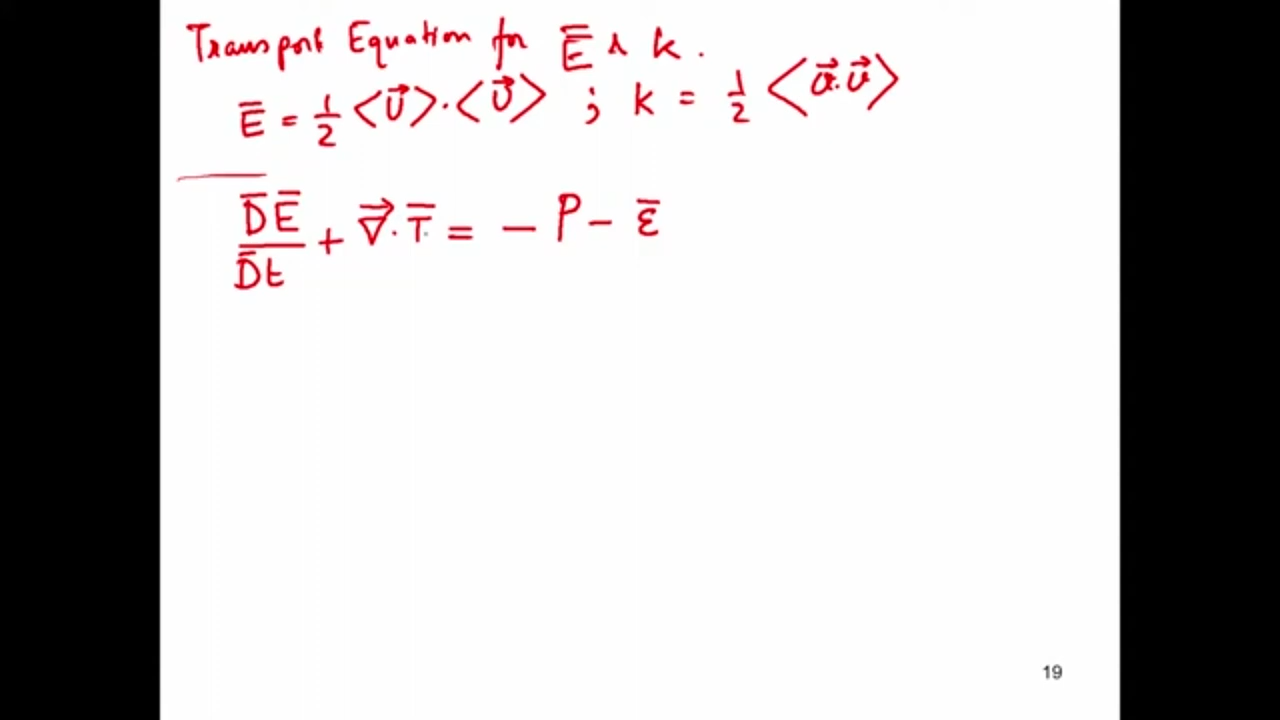 Transport Equation for E̅ & k.
E̅ = 1/2 <U⃗>·<U⃗> ; k = 1/2 <u⃗·u⃗>
D̅E̅/D̅t + ∇⃗·T̅ = - P - ε̅
19